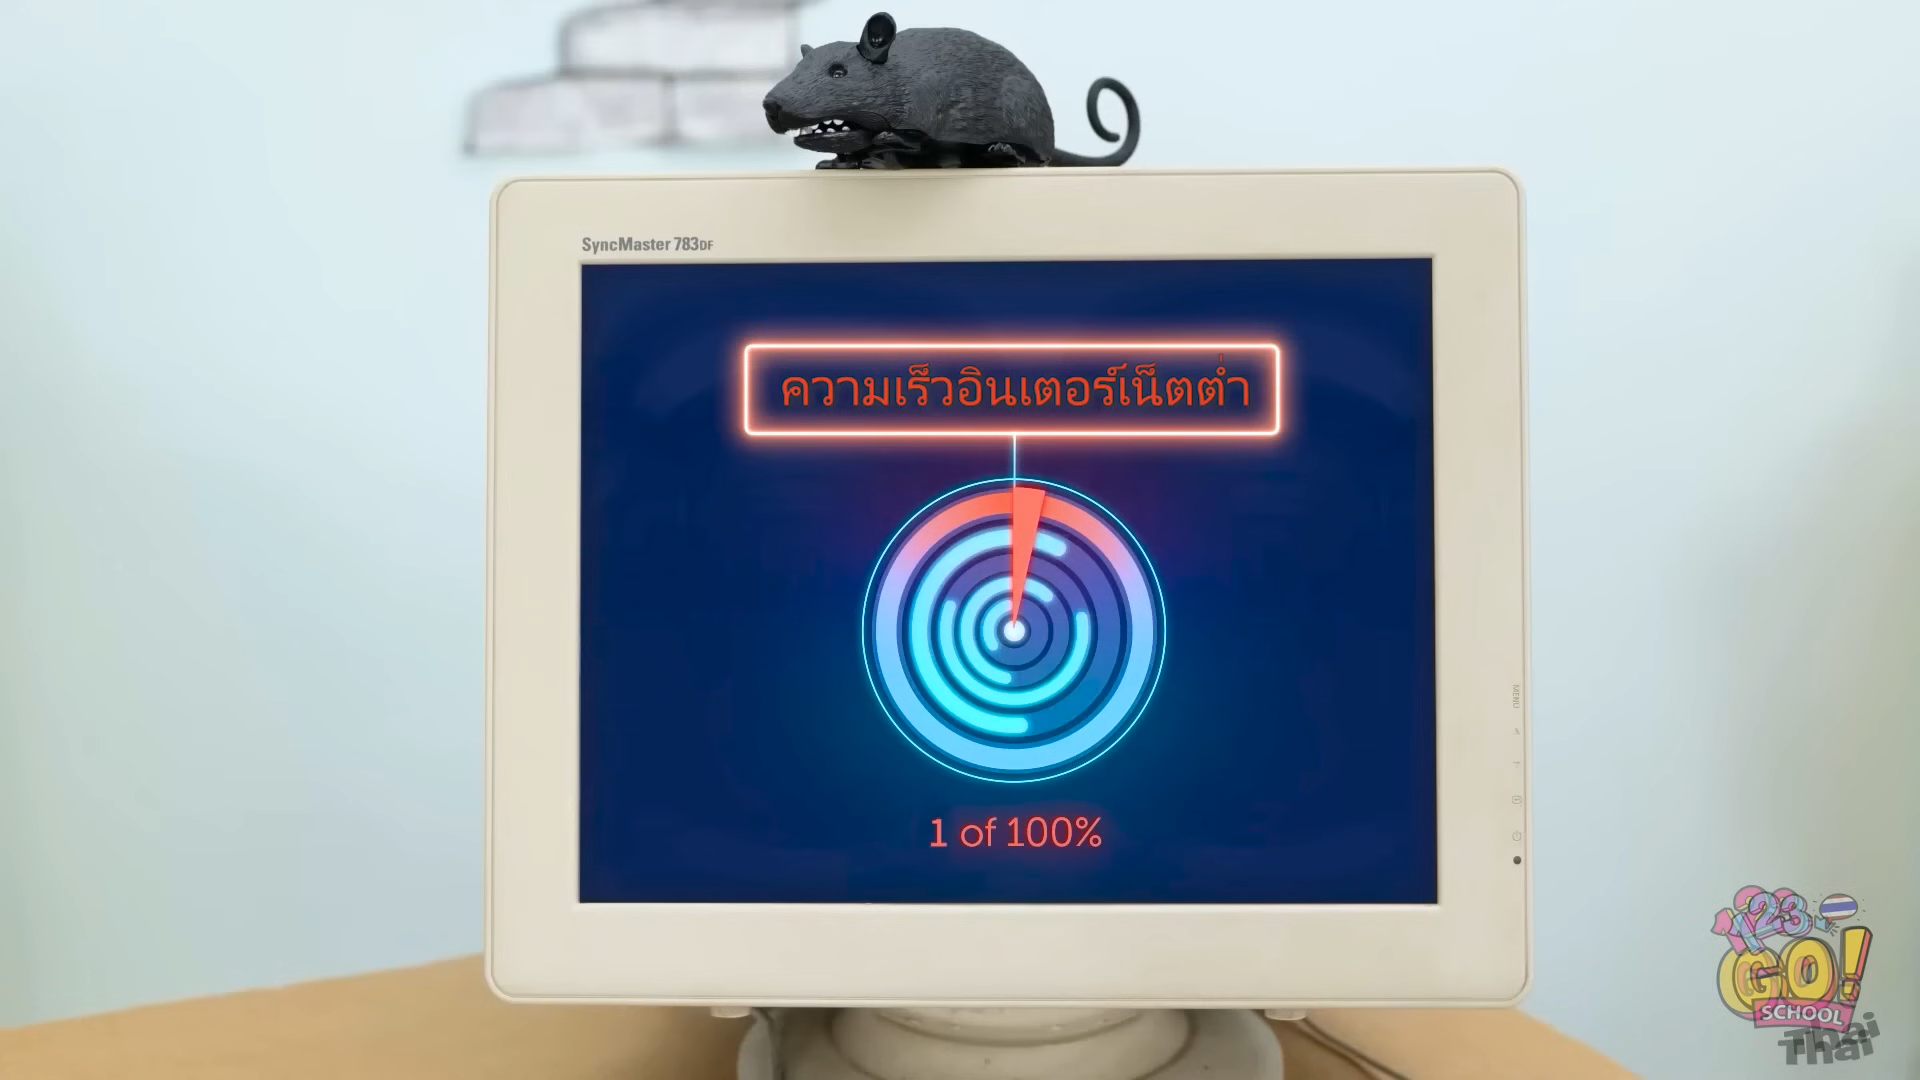 SyncMaster 783DF
ความเร็วอินเตอร์เน็ตต่ำ
1 of 100%
MENU
123
GO!
SCHOOL
Thai